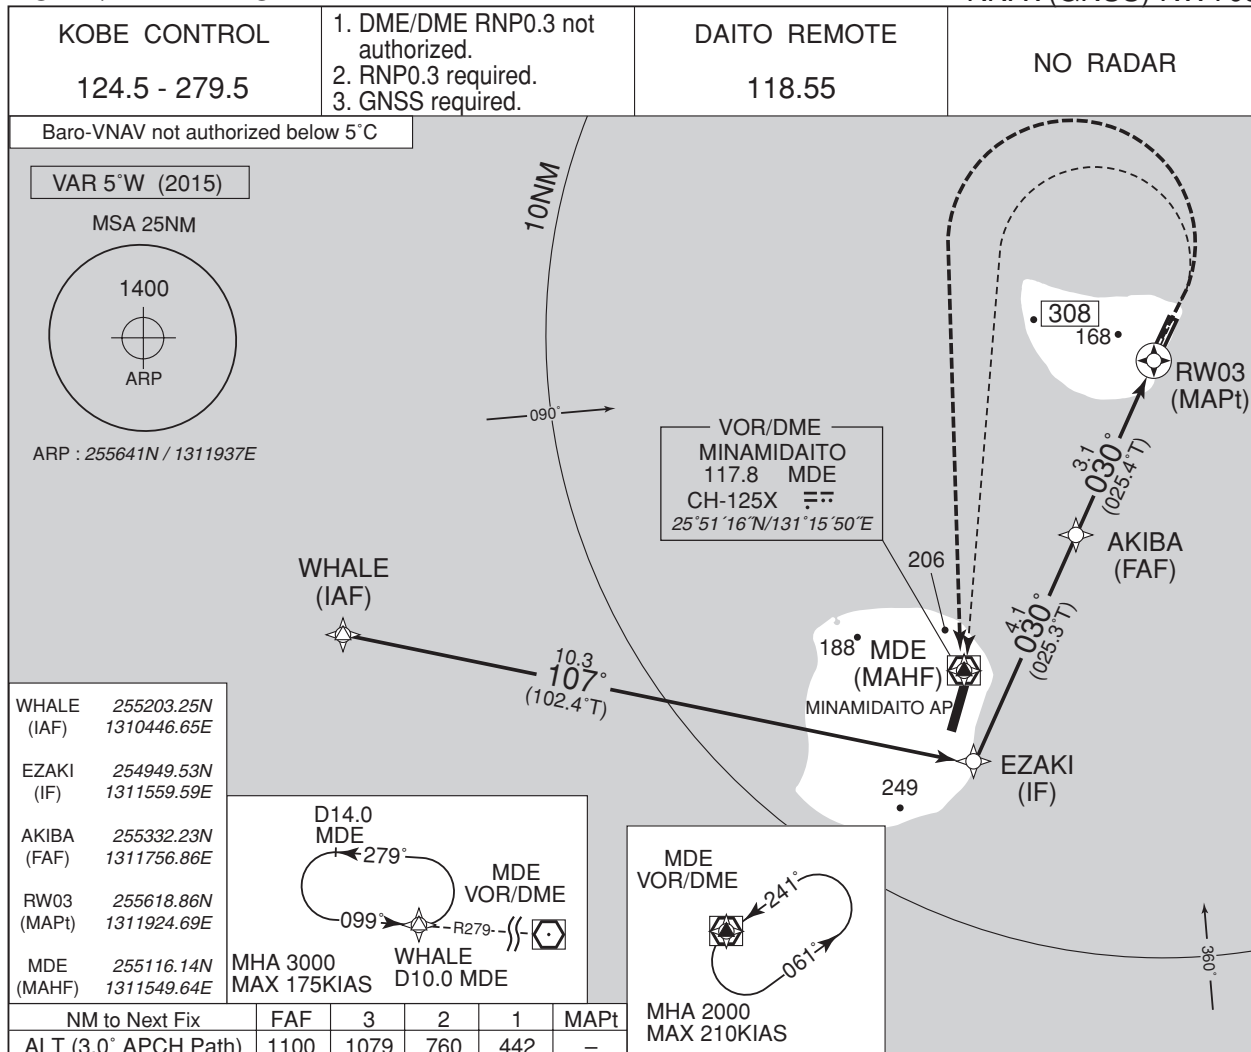 KOBE CONTROL
124.5 - 279.5
1. DME/DME RNP0.3 not
authorized.
2. RNP0.3 required.
3. GNSS required.
DAITO REMOTE
118.55
NO RADAR
Baro-VNAV not authorized below 5˚C
VAR 5˚W (2015)
MSA 25NM
1400
ARP
ARP : 255641N / 1311937E
10NM
090˚
308
168
RW03
(MAPt)
VOR/DME
MINAMIDAITO
117.8 MDE
CH-125X
25˚51´16˝N/131˚15´50˝E
3.1
030˚
(025.4˚T)
AKIBA
(FAF)
206
4.1
030˚
(025.3˚T)
WHALE
(IAF)
10.3
107˚
(102.4˚T)
188
MDE
(MAHF)
MINAMIDAITO AP
EZAKI
(IF)
249
WHALE 255203.25N
(IAF) 1310446.65E
EZAKI 254949.53N
(IF) 1311559.59E
AKIBA 255332.23N
(FAF) 1311756.86E
RW03 255618.86N
(MAPt) 1311924.69E
MDE 255116.14N
(MAHF) 1311549.64E
D14.0
MDE
279˚
099˚
R279
MDE
VOR/DME
WHALE
D10.0 MDE
MHA 3000
MAX 175KIAS
MDE
VOR/DME
241˚
061˚
MHA 2000
MAX 210KIAS
360˚
NM to Next Fix FAF 3 2 1 MAPt
ALT (3.0˚ APCH Path) 1100 1079 760 442 –